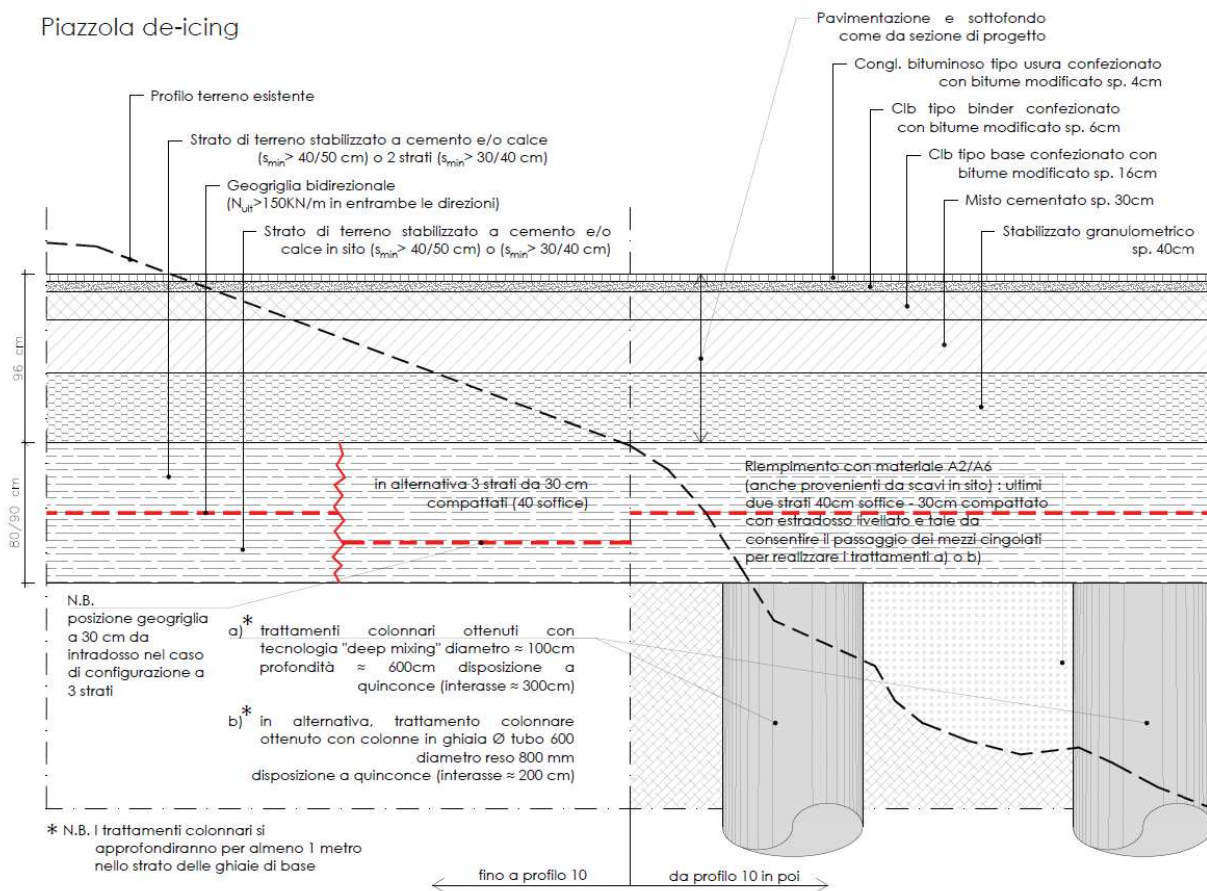 Piazzola de-icing
Pavimentazione e sottofondo
come da sezione di progetto
Congl. bituminoso tipo usura confezionato
con bitume modificato sp. 4cm
Clb tipo binder confezionato
con bitume modificato sp. 6cm
Clb tipo base confezionato con
bitume modificato sp. 16cm
Misto cementato sp. 30cm
Stabilizzato granulometrico
sp. 40cm
Profilo terreno esistente
Strato di terreno stabilizzato a cemento e/o calce
(smin> 40/50 cm) o 2 strati (smin> 30/40 cm)
Geogriglia bidirezionale
(Nult>150KN/m in entrambe le direzioni)
Strato di terreno stabilizzato a cemento e/o
calce in sito (smin> 40/50 cm) o (smin> 30/40 cm)
96 cm
80/90 cm
in alternativa 3 strati da 30 cm
compattati (40 soffice)
Riempimento con materiale A2/A6
(anche provenienti da scavi in sito) : ultimi
due strati 40cm soffice - 30cm compattato
con estradosso livellato e tale da
consentire il passaggio dei mezzi cingolati
per realizzare i trattamenti a) o b)
N.B.
posizione geogriglia
a 30 cm da
intradosso nel caso
di configurazione a
3 strati
a)* trattamenti colonnari ottenuti con
tecnologia "deep mixing" diametro ≈ 100cm
profondità ≈ 600cm disposizione a
quinconce (interasse ≈ 300cm)
b)* in alternativa, trattamento colonnare
ottenuto con colonne in ghiaia Ø tubo 600
diametro reso 800 mm
disposizione a quinconce (interasse ≈ 200 cm)
* N.B. I trattamenti colonnari si
approfondiranno per almeno 1 metro
nello strato delle ghiaie di base
fino a profilo 10
da profilo 10 in poi